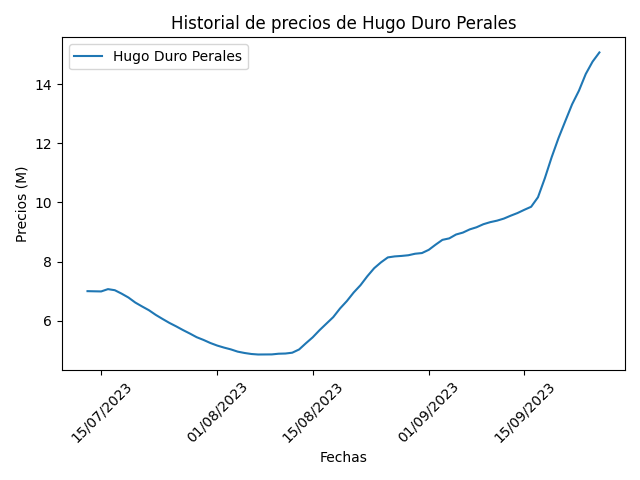 Historial de precios de Hugo Duro Perales
Hugo Duro Perales
Precios (M)
14
12
10
8
6
15/07/2023
01/08/2023
15/08/2023
01/09/2023
15/09/2023
Fechas